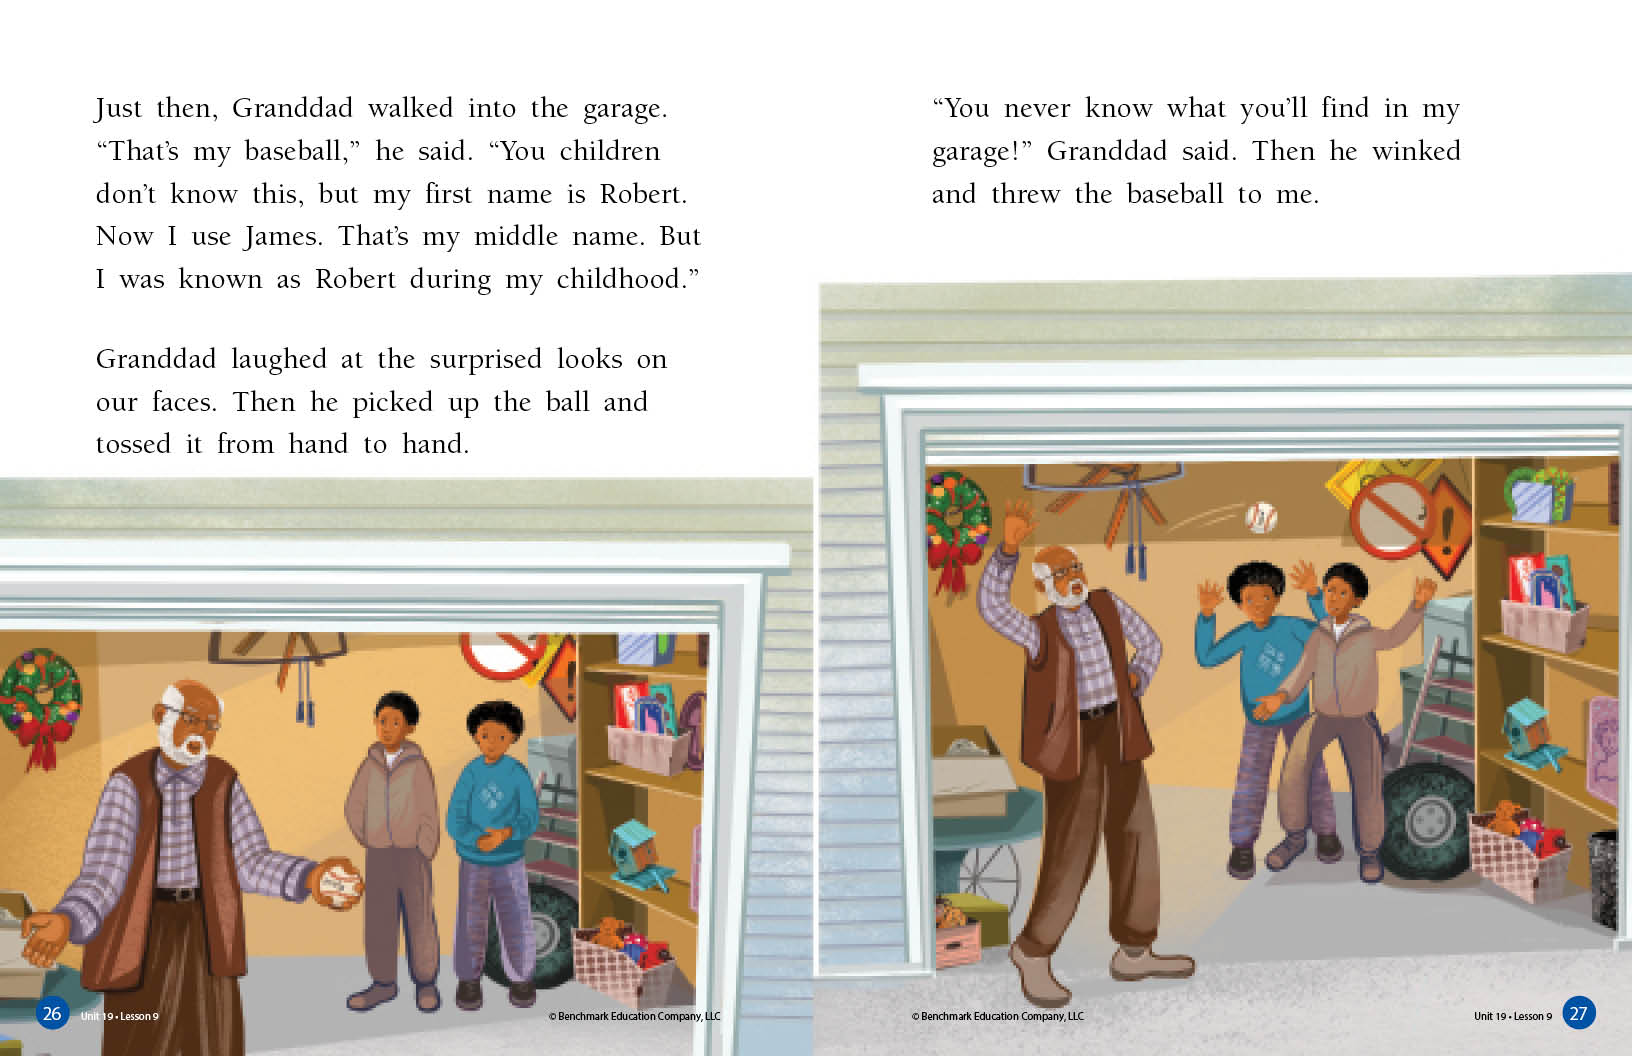 Just then, Granddad walked into the garage.
“That’s my baseball,” he said. “You children
don’t know this, but my first name is Robert.
Now I use James. That’s my middle name. But
I was known as Robert during my childhood.”
Granddad laughed at the surprised looks on
our faces. Then he picked up the ball and
tossed it from hand to hand.
26
Unit 19 • Lesson 9
© Benchmark Education Company, LLC
“You never know what you’ll find in my
garage!” Granddad said. Then he winked
and threw the baseball to me.
© Benchmark Education Company, LLC
Unit 19 • Lesson 9
27